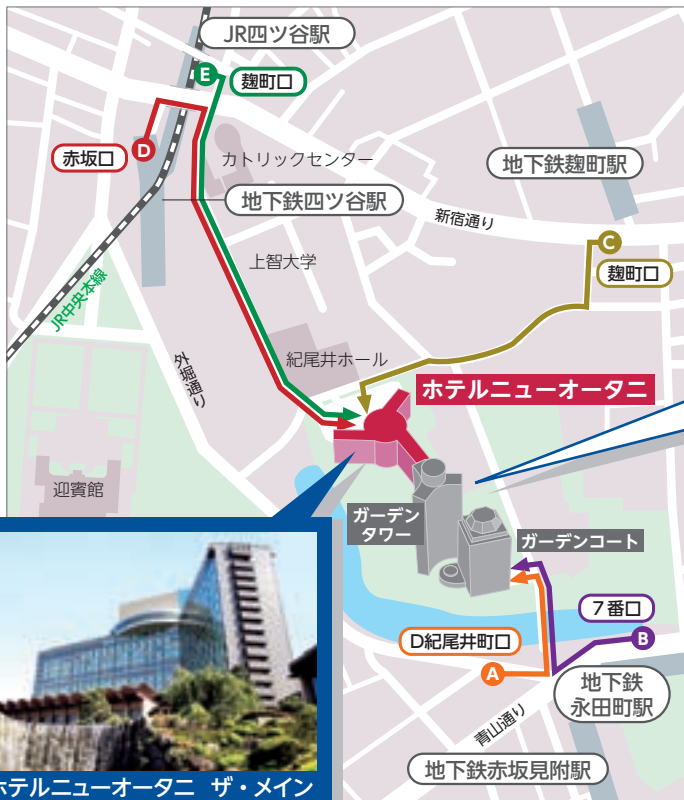 JR四ツ谷駅
E
麹町口
赤坂口
D
カトリックセンター
地下鉄麹町駅
地下鉄四ツ谷駅
新宿通り
C
麹町口
上智大学
JR中央本線
外堀通り
紀尾井ホール
ホテルニューオータニ
迎賓館
ガーデン
タワー
ガーデンコート
7番口
B
D紀尾井町口
A
地下鉄
永田町駅
青山通り
地下鉄赤坂見附駅
ホテルニューオータニ ザ・メイン